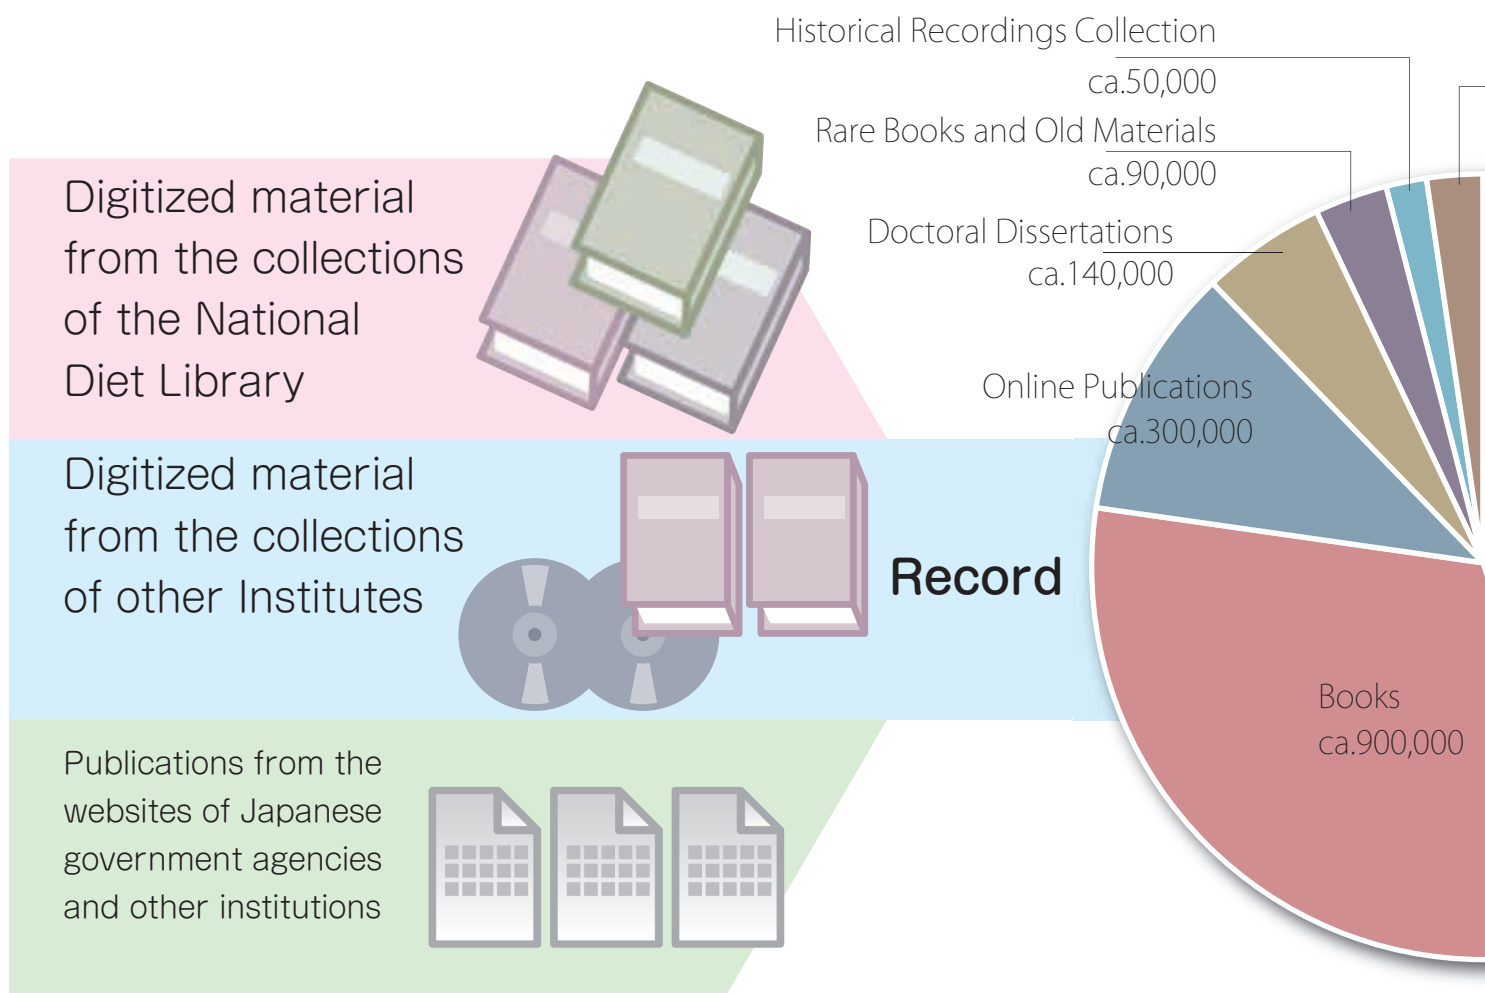 Historical Recordings Collection
ca.50,000
Rare Books and Old Materials
ca.90,000
Doctoral Dissertations
ca.140,000
Online Publications
ca.300,000
Books
ca.900,000
Digitized material
from the collections
of the National
Diet Library
Digitized material
from the collections
of other Institutes
Record
Publications from the
websites of Japanese
government agencies
and other institutions